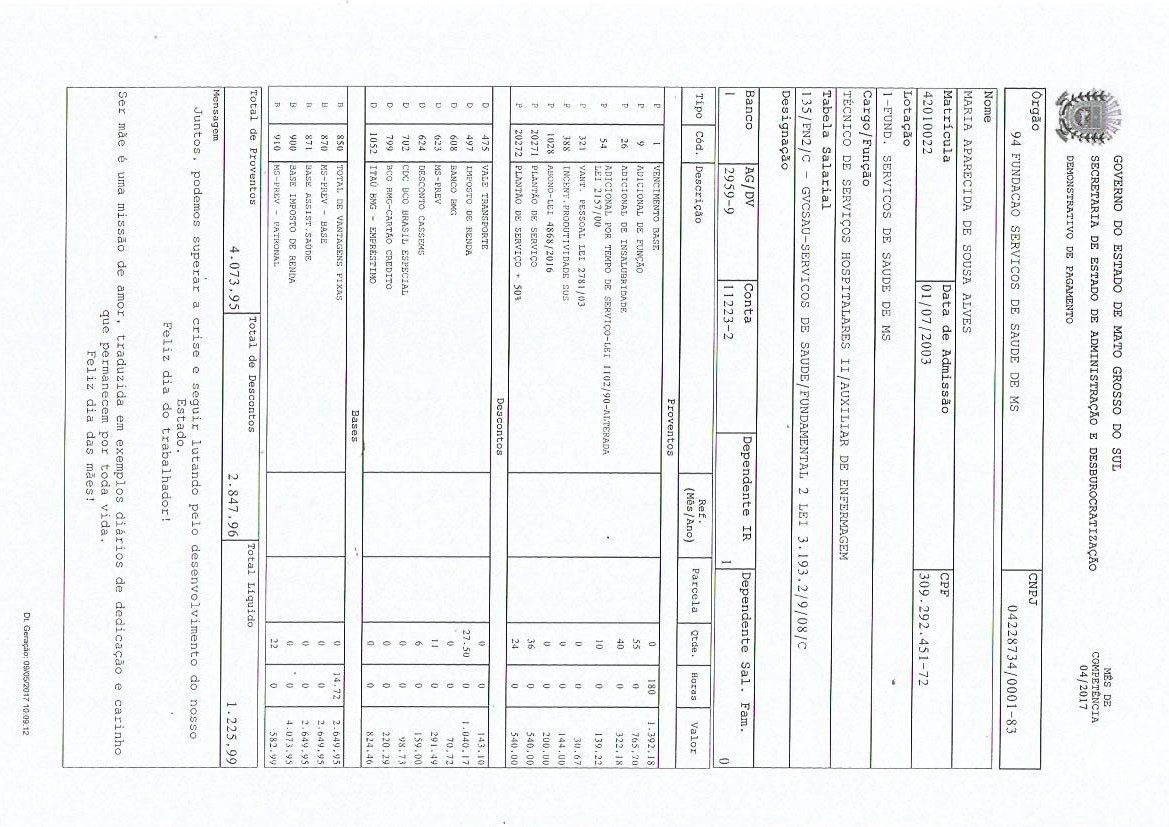 GOVERNO DO ESTADO DE MATO GROSSO DO SUL
SECRETARIA DE ESTADO DE ADMINISTRAÇÃO E DESBUROCRATIZAÇÃO
DEMONSTRATIVO DE PAGAMENTO
MÊS DE
COMPETÊNCIA
04/2017
Órgão CNPJ
94 FUNDACAO SERVICOS DE SAUDE DE MS 04228734/0001-83
Nome
MARIA APARECIDA DE SOUSA ALVES
Matrícula Data de Admissão CPF
42010022 01/07/2003 309.292.451-72
Lotação
1-FUND. SERVICOS DE SAUDE DE MS
Cargo/Função
TÉCNICO DE SERVIÇOS HOSPITALARES II/AUXILIAR DE ENFERMAGEM
Tabela Salarial
135/FN2/C - GVCSAU-SERVICOS DE SAUDE/FUNDAMENTAL 2 LEI 3.193.2/9/08/C
Designação
Banco AG/DV Conta Dependente IR Dependente Sal. Fam.
1 2959-9 11223-2 1 0
Tipo Cód. Descrição Ref. (Mês/Ano) Parcela Qtde. Horas Valor
Proventos
P 1 VENCIMENTO BASE 0 180 1.392.18
P 9 ADICIONAL DE FUNÇÃO 55 0 765.70
P 26 ADICIONAL DE INSALUBRIDADE 40 0 322.18
P 54 ADICIONAL POR TEMPO DE SERVIÇO-LEI 1102/90-ALTERADA 10 0 139.22
LEI 2157/00
P 321 VANT. PESSOAL LEI 2781/03 0 0 30.67
P 388 INCENT.PRODUTIVIDADE SUS 0 0 144.00
P 1028 ABONO-LEI 4868/2016 0 0 200.00
P 20271 PLANTÃO DE SERVIÇO 36 0 540.00
P 20272 PLANTÃO DE SERVIÇO + 50% 24 0 540.00
Descontos
D 475 VALE TRANSPORTE 0 0 143.10
D 497 IMPOSTO DE RENDA 27.50 0 1.040.17
D 608 BANCO BMG 0 0 70.72
D 623 MS-PREV 11 0 291.49
D 624 DESCONTO CASSEMS 6 0 159.00
D 702 CDC BCO BRASIL ESPECIAL 0 0 98.73
D 799 BCO BMG-CARTÃO CREDITO 0 0 220.29
D 1052 ITAÚ BMG - EMPRESTIMO 0 0 824.46
Bases
B 850 TOTAL DE VANTAGENS FIXAS 0 14.72 2.649.95
B 870 MS-PREV - BASE 0 0 2.649.95
B 871 BASE ASSIST.SAÚDE 0 0 2.649.95
B 900 BASE IMPOSTO DE RENDA 0 0 4.073.95
B 910 MS-PREV - PATRONAL 22 0 582.99
Total de Proventos Total de Descontos Total Líquido
4.073,95 2.847,96 1.225,99
Mensagem
Juntos, podemos superar a crise e seguir lutando pelo desenvolvimento do nosso
Estado.
Feliz dia do trabalhador!
Ser mãe é uma missão de amor, traduzida em exemplos diários de dedicação e carinho
que permanecem por toda vida.
Feliz dia das mães!
Dt. Geração: 09/05/2017 10:09:12